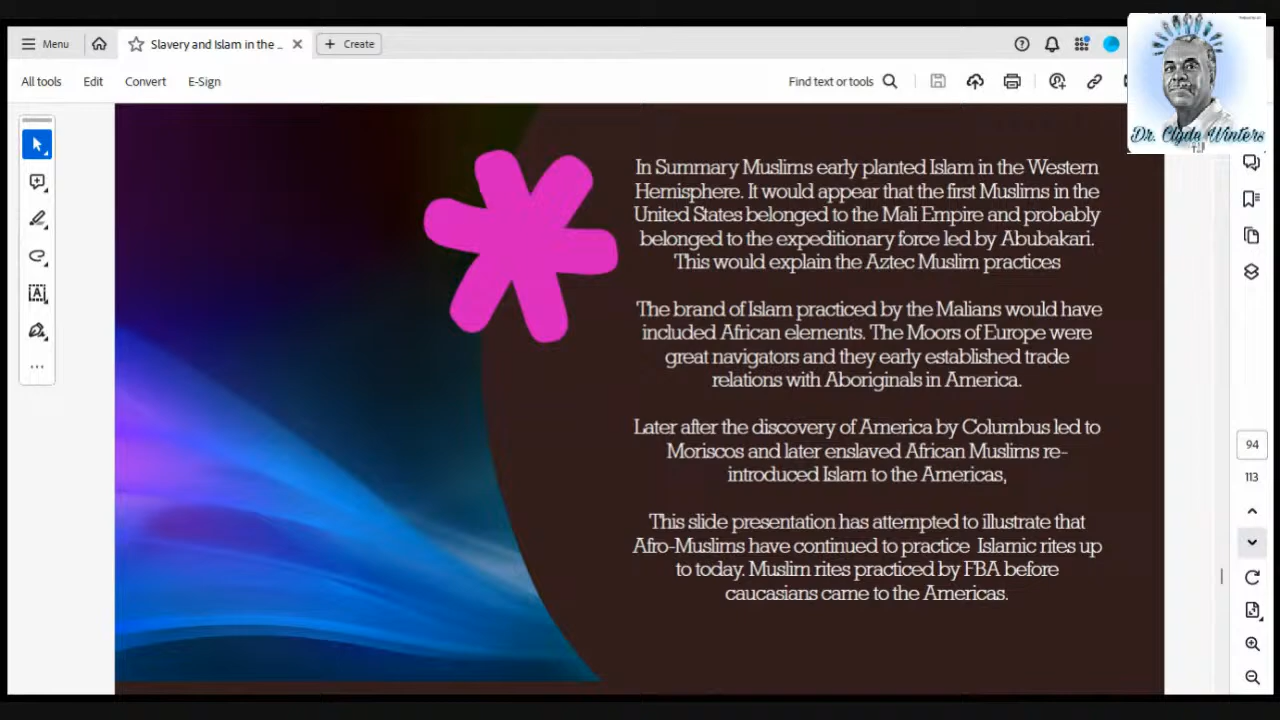 Menu
Slavery and Islam in the ...
Create
All tools
Edit
Convert
E-Sign
Find text or tools
Dr. Clyde Winters
In Summary Muslims early planted Islam in the Western
Hemisphere. It would appear that the first Muslims in the
United States belonged to the Mali Empire and probably
belonged to the expeditionary force led by Abubakari.
This would explain the Aztec Muslim practices
The brand of Islam practiced by the Malians would have
included African elements. The Moors of Europe were
great navigators and they early established trade
relations with Aboriginals in America.
Later after the discovery of America by Columbus led to
Moriscos and later enslaved African Muslims re-
introduced Islam to the Americas,
This slide presentation has attempted to illustrate that
Afro-Muslims have continued to practice Islamic rites up
to today. Muslim rites practiced by FBA before
caucasians came to the Americas.
94
113